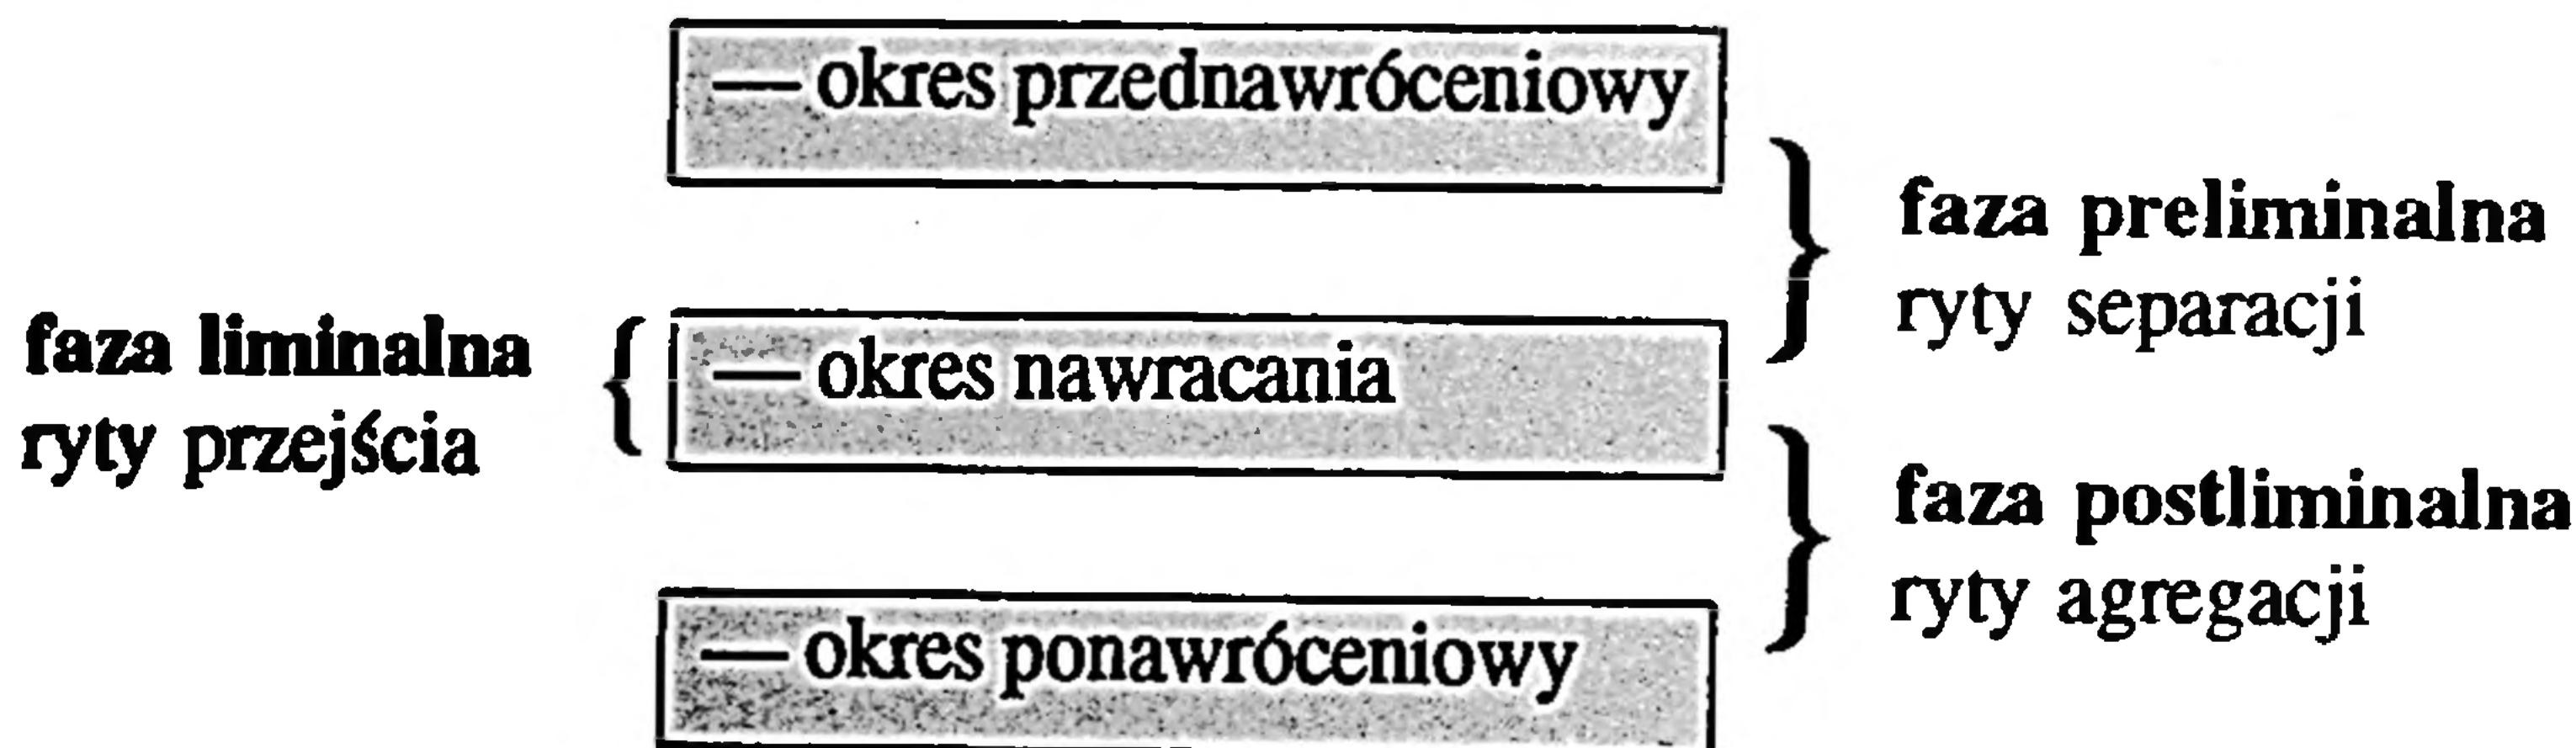 — okres przednawróceniowy
faza preliminalna
ryty separacji
faza liminalna
ryty przejścia
— okres nawracania
faza postliminalna
ryty agregacji
— okres ponawróceniowy